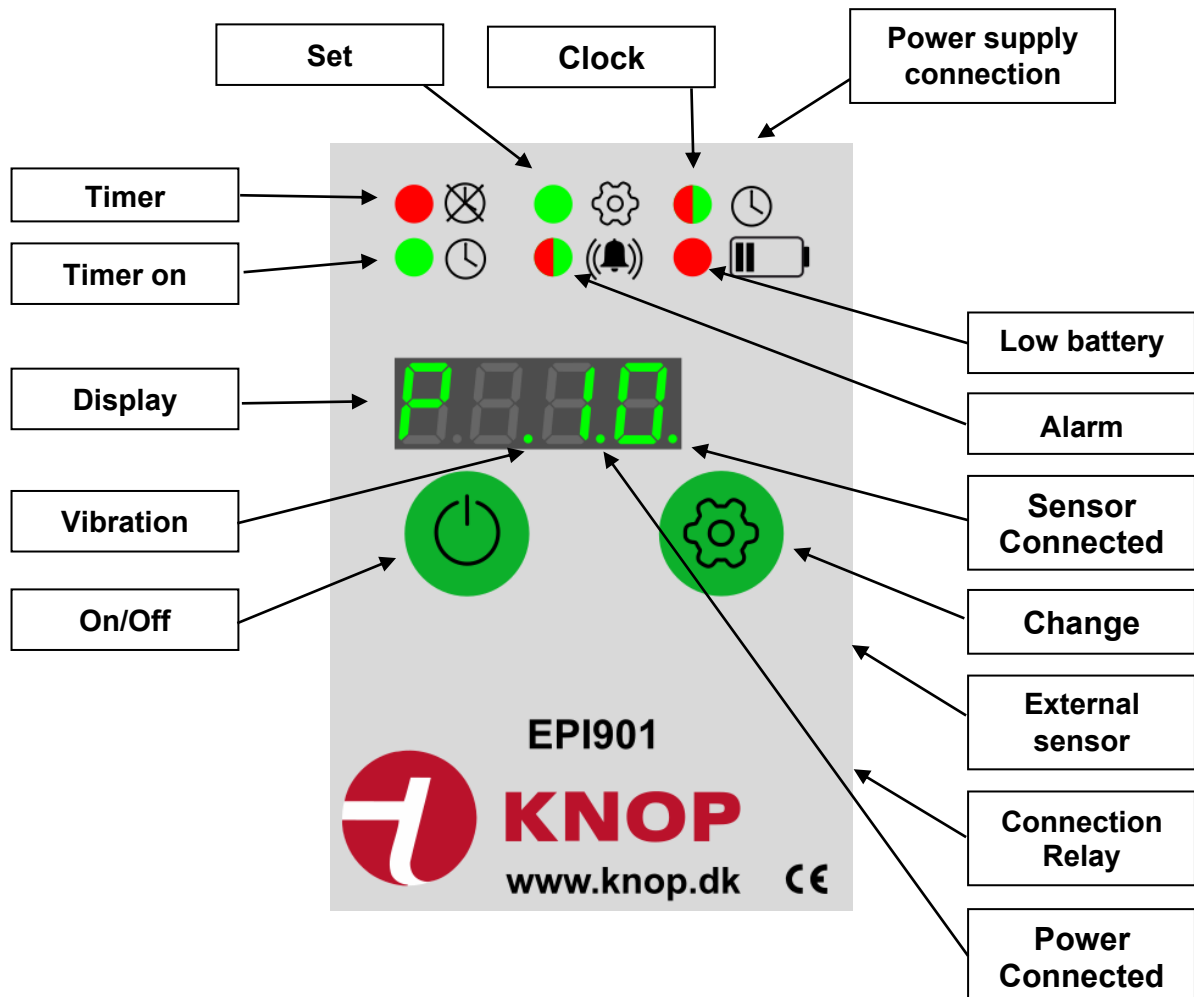 Set
Clock
Power supply
connection
Timer
Timer on
Display
Vibration
On/Off
P .1.0.
Low battery
Alarm
Sensor
Connected
Change
External
sensor
Connection
Relay
Power
Connected
EPI901
KNOP
www.knop.dk CE